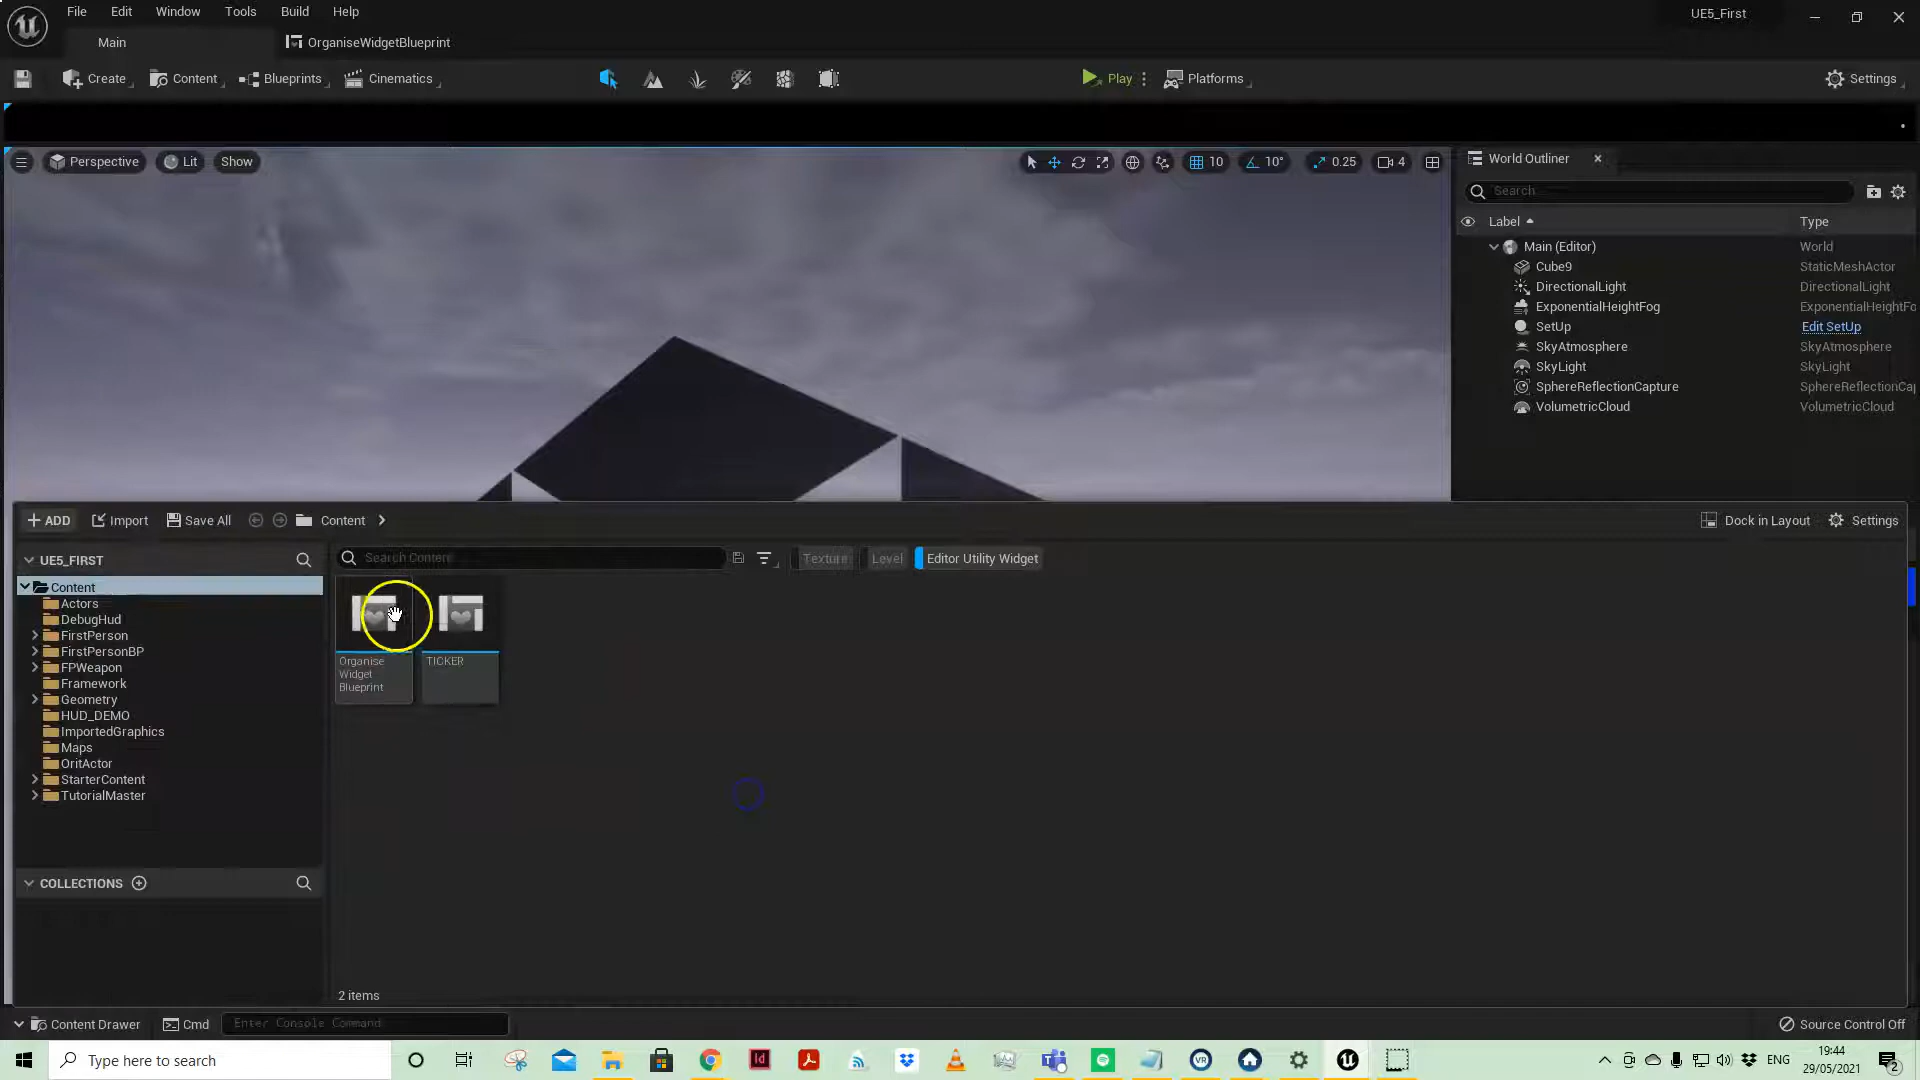 File Edit Window Tools Build Help
UE5_First
Main
OrganiseWidgetBlueprint
Create Content Blueprints Cinematics
Play Platforms
Settings
Perspective Lit Show
10 10° 0.25 4
World Outliner
Search...
Label Type
Main (Editor) World
Cube9 StaticMeshActor
DirectionalLight DirectionalLight
ExponentialHeightFog ExponentialHeightFo
SetUp Edit SetUp
SkyAtmosphere SkyAtmosphere
SkyLight SkyLight
SphereReflectionCapture SphereReflectionCap
VolumetricCloud VolumetricCloud
ADD Import Save All Content
Dock in Layout Settings
UE5_FIRST
Search Content
Texture Level Editor Utility Widget
Content
Actors
DebugHud
FirstPerson
FirstPersonBP
FPWeapon
Framework
Geometry
HUD_DEMO
ImportedGraphics
Maps
OritActor
StarterContent
TutorialMaster
Organise
Widget
Blueprint
TICKER
COLLECTIONS
2 items
Content Drawer Cmd Enter Console Command
Source Control Off
Type here to search
ENG
19:44
29/05/2021
2